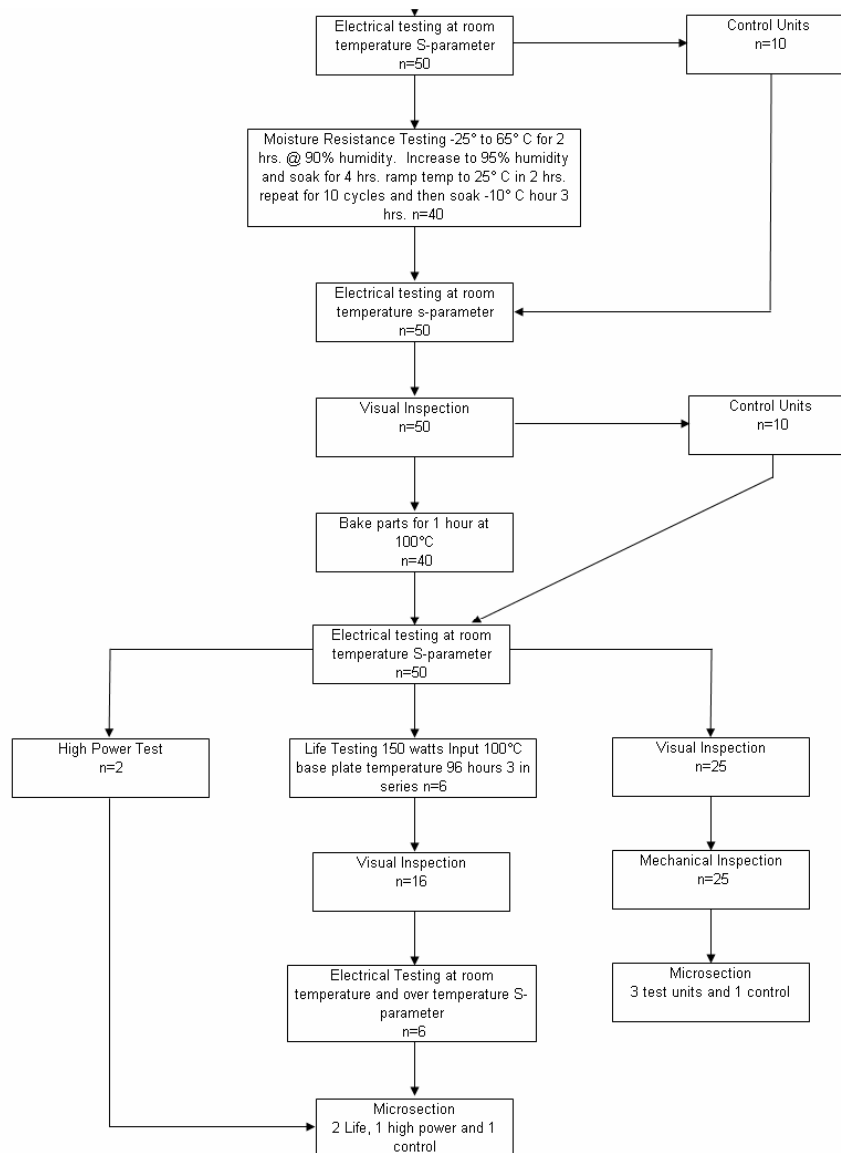 Electrical testing at room
temperature S-parameter
n=50
Control Units
n=10
Moisture Resistance Testing -25° to 65° C for 2
hrs. @ 90% humidity.  Increase to 95% humidity
and soak for 4 hrs. ramp temp to 25° C in 2 hrs.
repeat for 10 cycles and then soak -10° C hour 3
hrs. n=40
Electrical testing at room
temperature s-parameter
n=50
Visual Inspection
n=50
Control Units
n=10
Bake parts for 1 hour at
100°C
n=40
Electrical testing at room
temperature S-parameter
n=50
High Power Test
n=2
Life Testing 150 watts Input 100°C
base plate temperature 96 hours 3 in
series n=6
Visual Inspection
n=25
Visual Inspection
n=16
Mechanical Inspection
n=25
Electrical Testing at room
temperature and over temperature S-
parameter
n=6
Microsection
3 test units and 1 control
Microsection
2 Life, 1 high power and 1
control